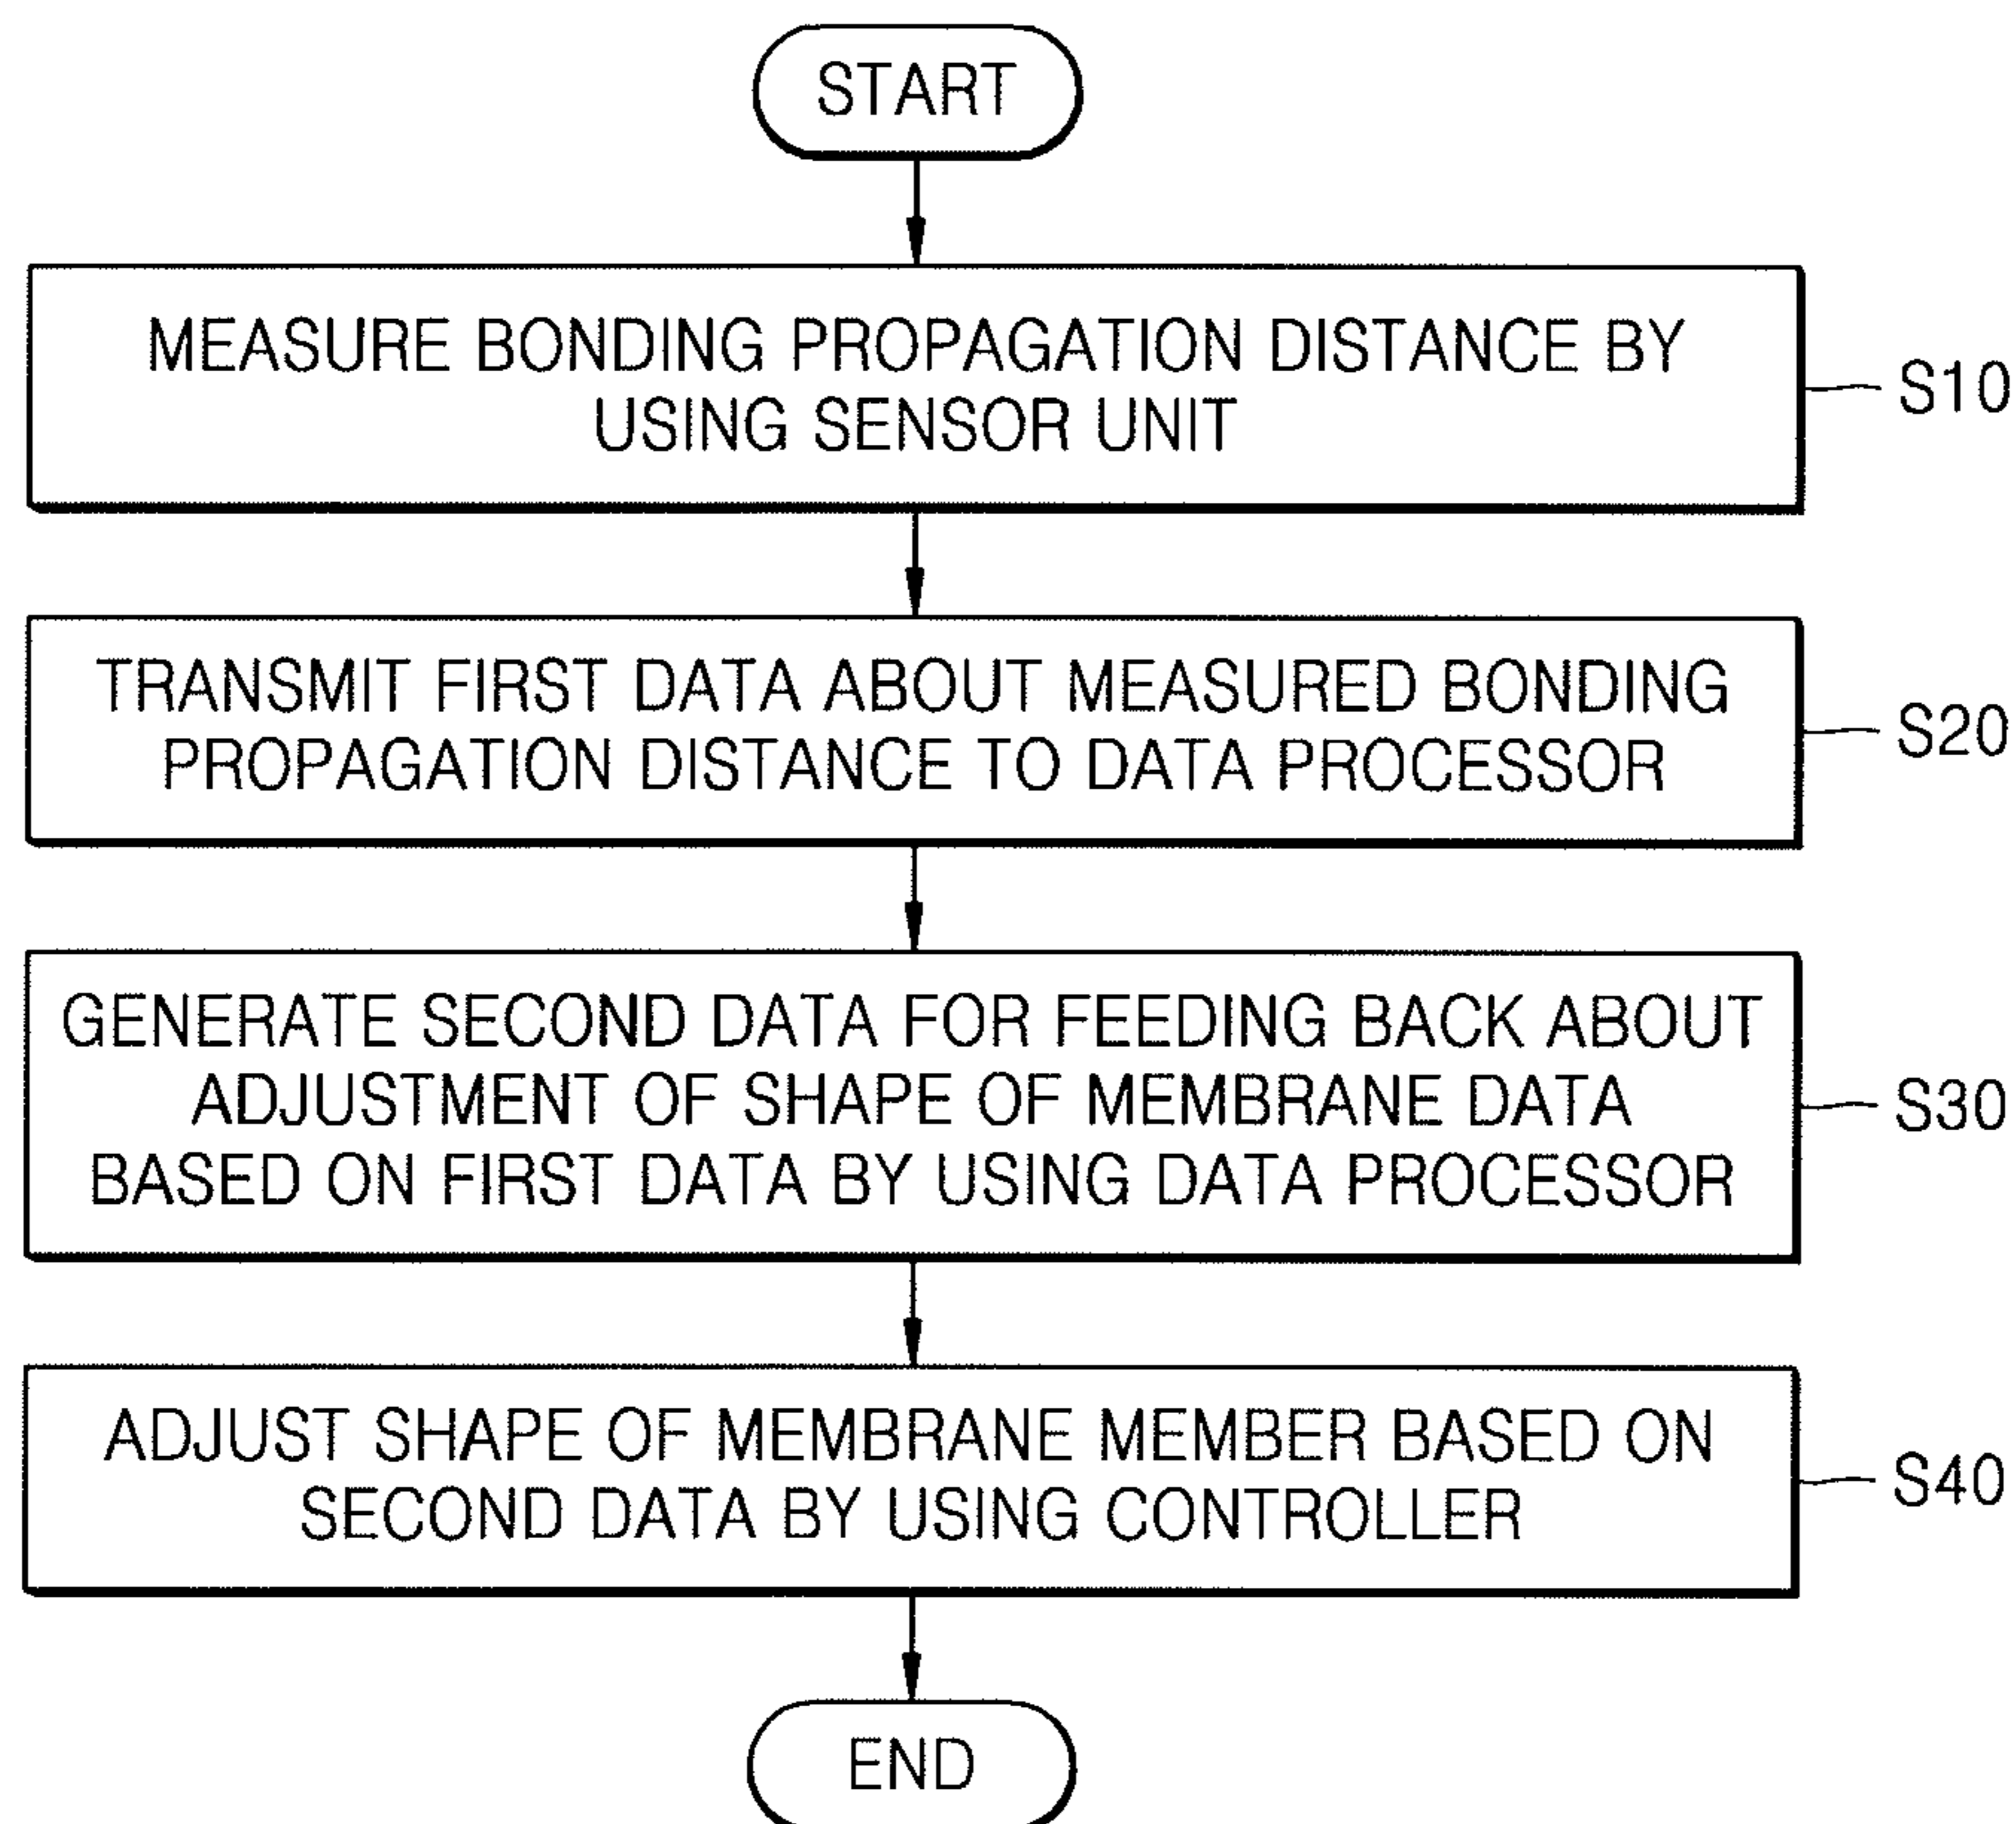 START
MEASURE BONDING PROPAGATION DISTANCE BY
USING SENSOR UNIT
S10
TRANSMIT FIRST DATA ABOUT MEASURED BONDING
PROPAGATION DISTANCE TO DATA PROCESSOR
S20
GENERATE SECOND DATA FOR FEEDING BACK ABOUT
ADJUSTMENT OF SHAPE OF MEMBRANE DATA
BASED ON FIRST DATA BY USING DATA PROCESSOR
S30
ADJUST SHAPE OF MEMBRANE MEMBER BASED ON
SECOND DATA BY USING CONTROLLER
S40
END